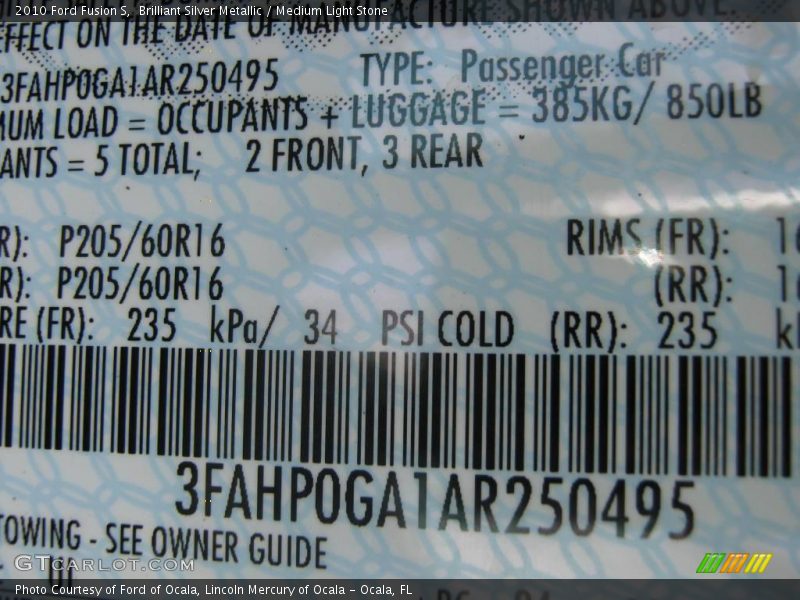 2010 Ford Fusion S, Brilliant Silver Metallic / Medium Light Stone
EFFECT ON THE DATE OF MANUFACTURE SHOWN ABOVE.
3FAHP0GA1AR250495 TYPE: Passenger Car
MUM LOAD = OCCUPANTS + LUGGAGE = 385KG/ 850LB
ANTS = 5 TOTAL; 2 FRONT, 3 REAR
R): P205/60R16 RIMS (FR): 16
R): P205/60R16 (RR): 16
RE (FR): 235 kPa/ 34 PSI COLD (RR): 235 k
3FAHP0GA1AR250495
TOWING - SEE OWNER GUIDE
GTcarlot.com
Photo Courtesy of Ford of Ocala, Lincoln Mercury of Ocala – Ocala, FL